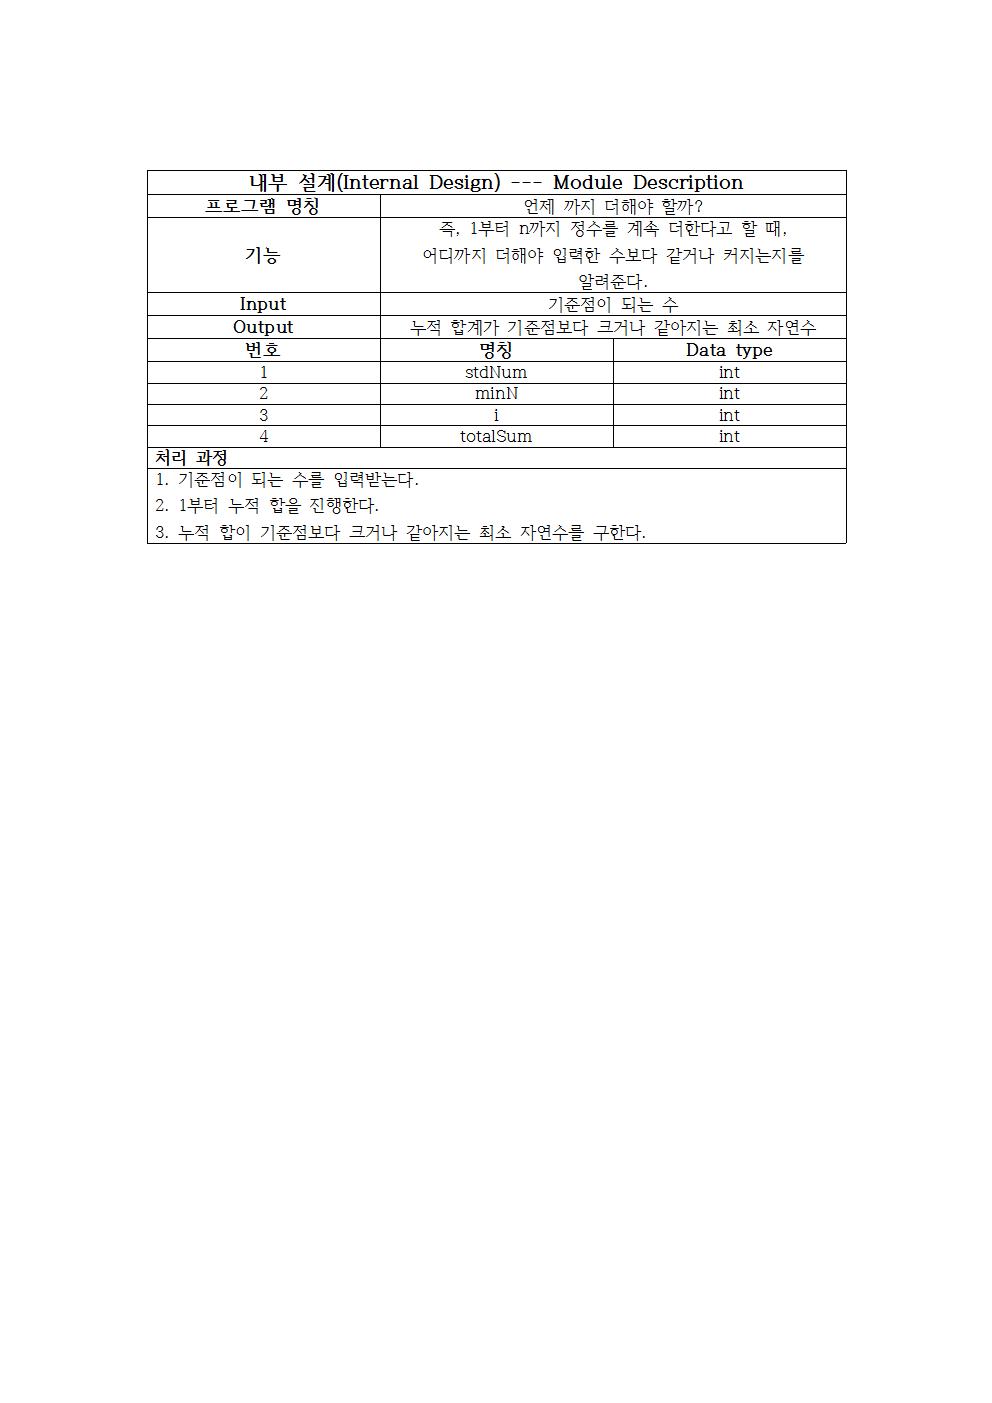 내부 설계(Internal Design) --- Module Description
프로그램 명칭 언제 까지 더해야 할까?
기능 즉, 1부터 n까지 정수를 계속 더한다고 할 때,
어디까지 더해야 입력한 수보다 같거나 커지는지를
알려준다.
Input 기준점이 되는 수
Output 누적 합계가 기준점보다 크거나 같아지는 최소 자연수
번호 명칭 Data type
1 stdNum int
2 minN int
3 i int
4 totalSum int
처리 과정
1. 기준점이 되는 수를 입력받는다.
2. 1부터 누적 합을 진행한다.
3. 누적 합이 기준점보다 크거나 같아지는 최소 자연수를 구한다.